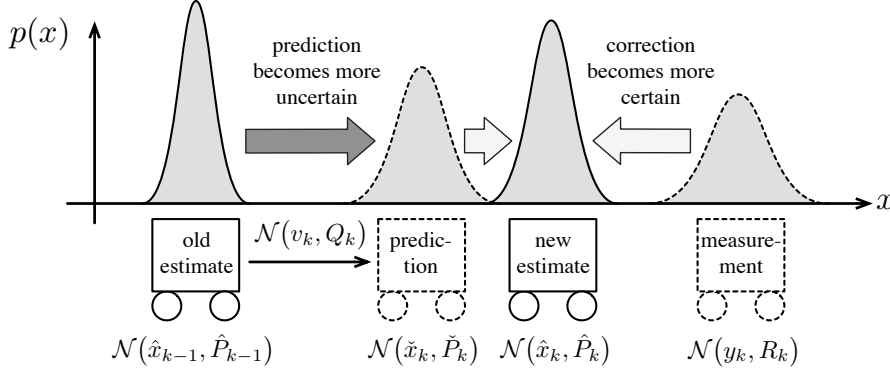 p(x)
prediction
becomes more
uncertain
correction
becomes more
certain
x
old
estimate
𝒩(v_k, Q_k)
predic-
tion
new
estimate
measure-
ment
𝒩(x̂_{k−1}, P̂_{k−1})
𝒩(x̌_k, P̌_k)
𝒩(x̂_k, P̂_k)
𝒩(y_k, R_k)